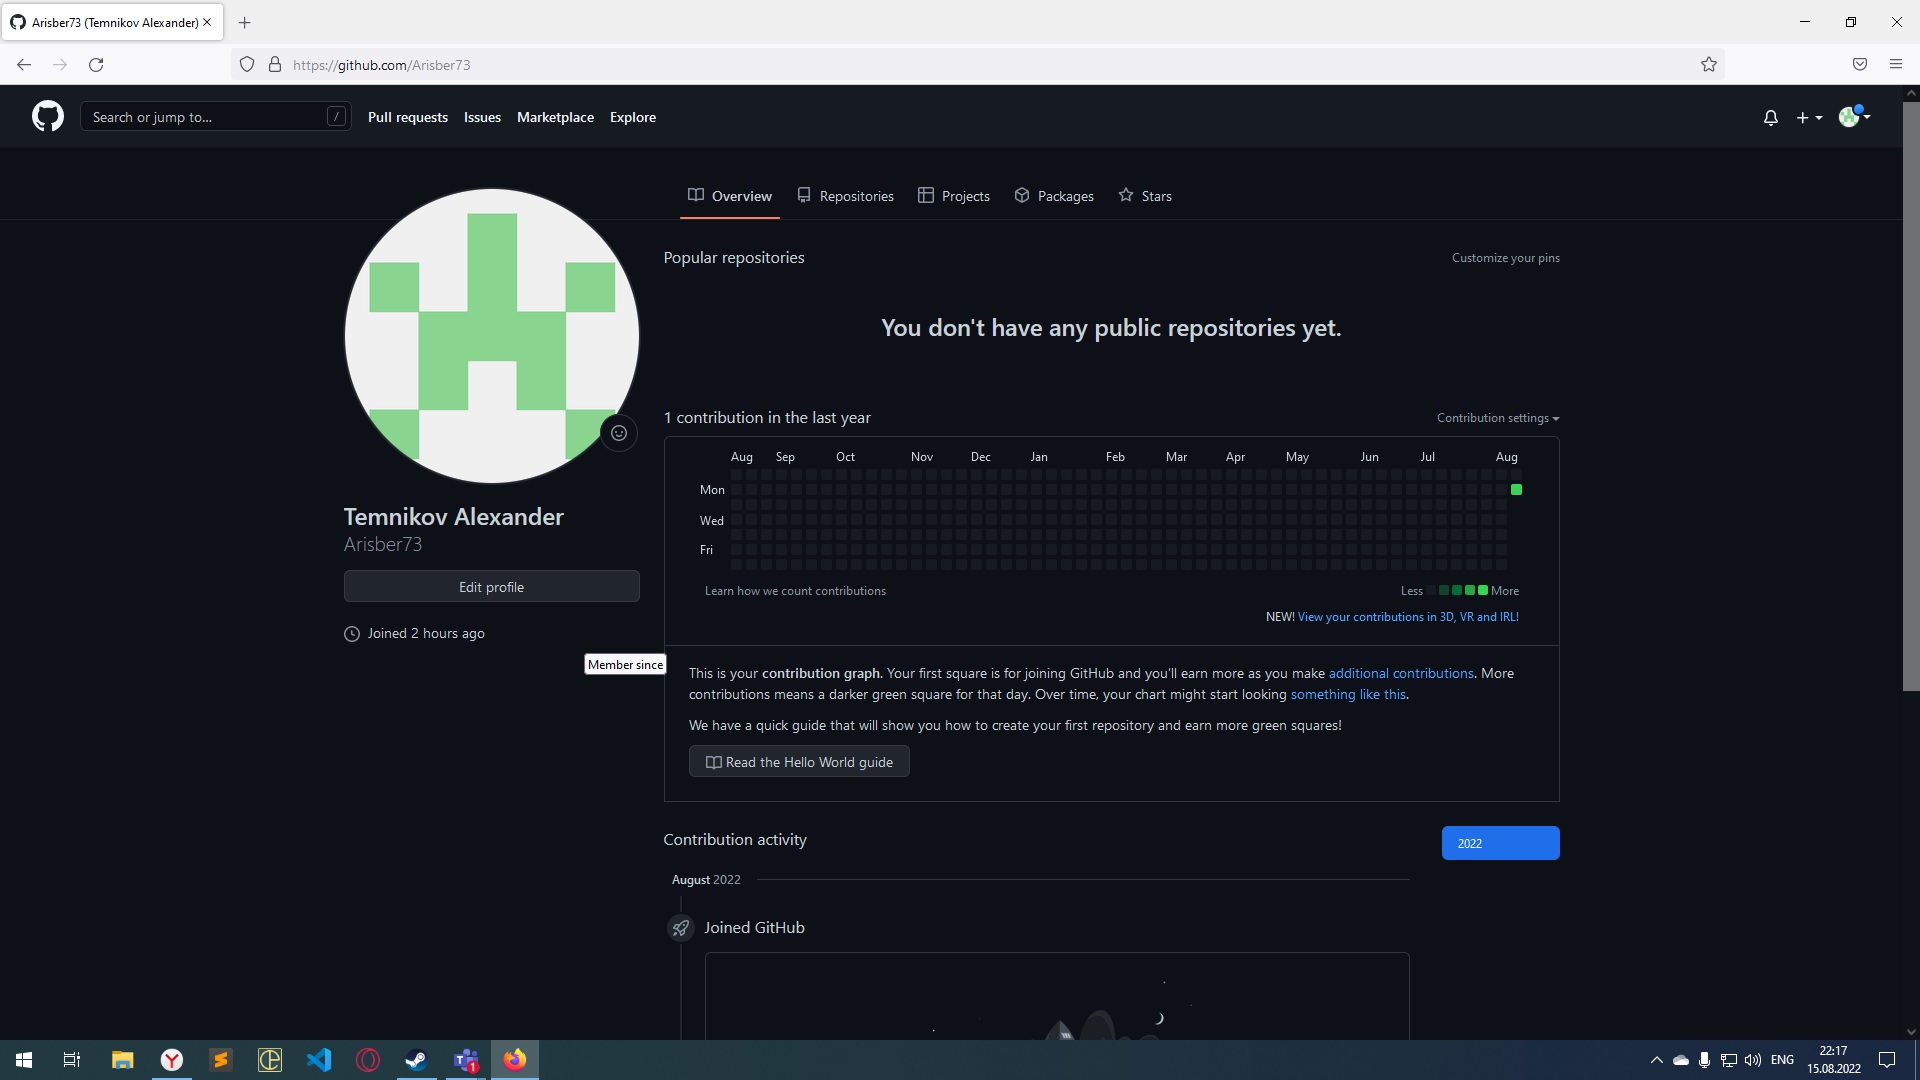 Arisber73 (Temnikov Alexander)
https://github.com/Arisber73
Search or jump to...
/
Pull requests
Issues
Marketplace
Explore
Overview
Repositories
Projects
Packages
Stars
Popular repositories
Customize your pins
You don't have any public repositories yet.
1 contribution in the last year
Contribution settings
Aug Sep Oct Nov Dec Jan Feb Mar Apr May Jun Jul Aug
Mon
Wed
Fri
Learn how we count contributions
Less
More
NEW! View your contributions in 3D, VR and IRL!
Temnikov Alexander
Arisber73
Edit profile
Joined 2 hours ago
Member since
This is your contribution graph. Your first square is for joining GitHub and you'll earn more as you make additional contributions. More
contributions means a darker green square for that day. Over time, your chart might start looking something like this.
We have a quick guide that will show you how to create your first repository and earn more green squares!
Read the Hello World guide
Contribution activity
2022
August 2022
Joined GitHub
1
ENG
22:17
15.08.2022